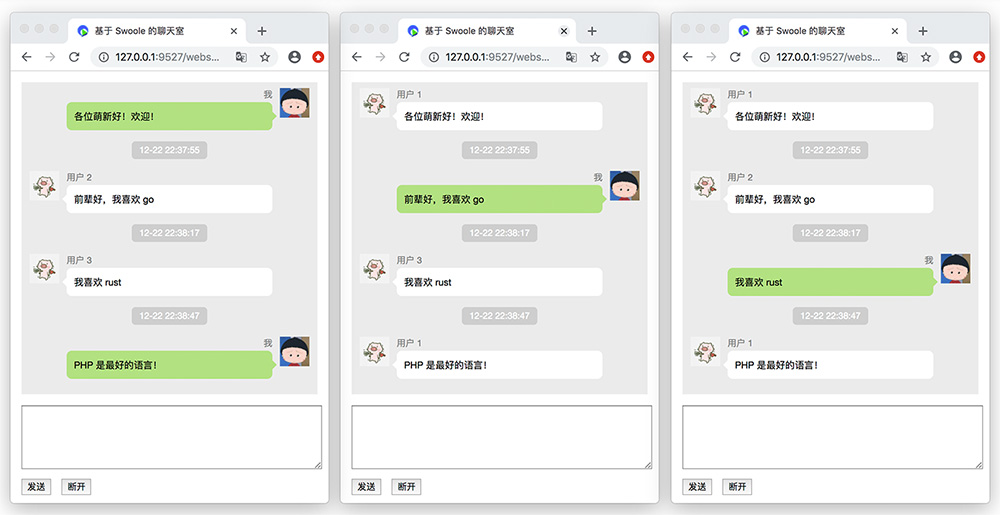 基于 Swoole 的聊天室
127.0.0.1:9527/webs...
我
各位萌新好！欢迎！
12-22 22:37:55
用户 2
前辈好，我喜欢 go
12-22 22:38:17
用户 3
我喜欢 rust
12-22 22:38:47
我
PHP 是最好的语言！
发送
断开
基于 Swoole 的聊天室
127.0.0.1:9527/webs...
用户 1
各位萌新好！欢迎！
12-22 22:37:55
我
前辈好，我喜欢 go
12-22 22:38:17
用户 3
我喜欢 rust
12-22 22:38:47
用户 1
PHP 是最好的语言！
发送
断开
基于 Swoole 的聊天室
127.0.0.1:9527/webs...
用户 1
各位萌新好！欢迎！
12-22 22:37:55
用户 2
前辈好，我喜欢 go
12-22 22:38:17
我
我喜欢 rust
12-22 22:38:47
用户 1
PHP 是最好的语言！
发送
断开